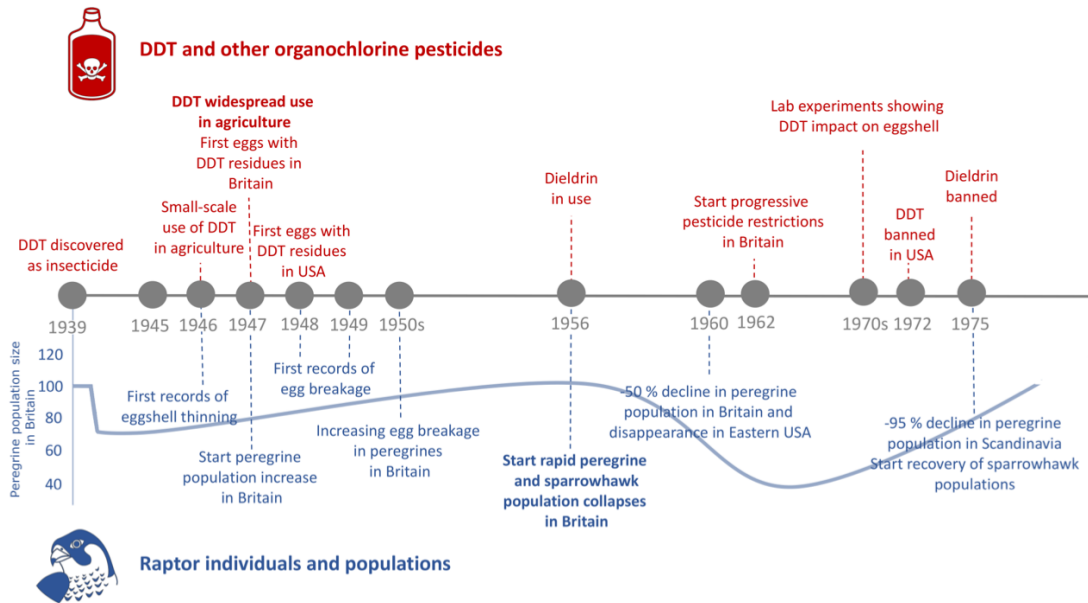 DDT and other organochlorine pesticides
DDT widespread use
in agriculture
First eggs with
DDT residues in
Britain
Lab experiments showing
DDT impact on eggshell
Dieldrin
in use
Dieldrin
banned
Small-scale
use of DDT
in agriculture
Start progressive
pesticide restrictions
in Britain
DDT
banned
in USA
First eggs with
DDT residues
in USA
DDT discovered
as insecticide
1939
1945
1946
1947
1948
1949
1950s
1956
1960
1962
1970s
1972
1975
Peregrine population size
in Britain
120
100
80
60
40
First records of
eggshell thinning
First records of
egg breakage
-50 % decline in peregrine
population in Britain and
disappearance in Eastern USA
Increasing egg breakage
in peregrines
in Britain
-95 % decline in peregrine
population in Scandinavia
Start recovery of sparrowhawk
populations
Start peregrine
population increase
in Britain
Start rapid peregrine
and sparrowhawk
population collapses
in Britain
Raptor individuals and populations